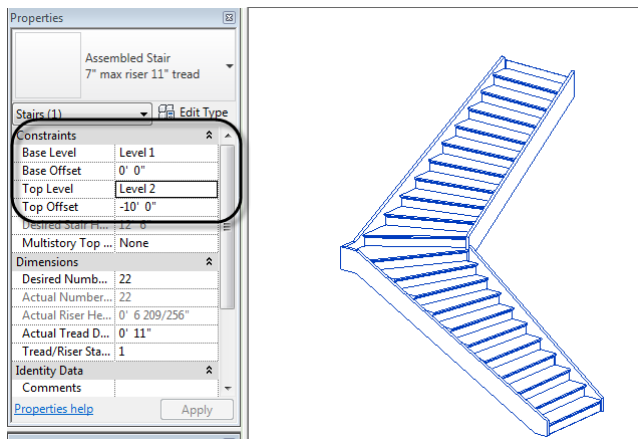 Properties
Assembled Stair
7" max riser 11" tread
Stairs (1) Edit Type
Constraints
Base Level Level 1
Base Offset 0' 0"
Top Level Level 2
Top Offset -10' 0"
Desired Stair H... 12' 6"
Multistory Top ... None
Dimensions
Desired Numb... 22
Actual Number... 22
Actual Riser He... 0' 6 209/256"
Actual Tread D... 0' 11"
Tread/Riser Sta... 1
Identity Data
Comments
Properties help Apply